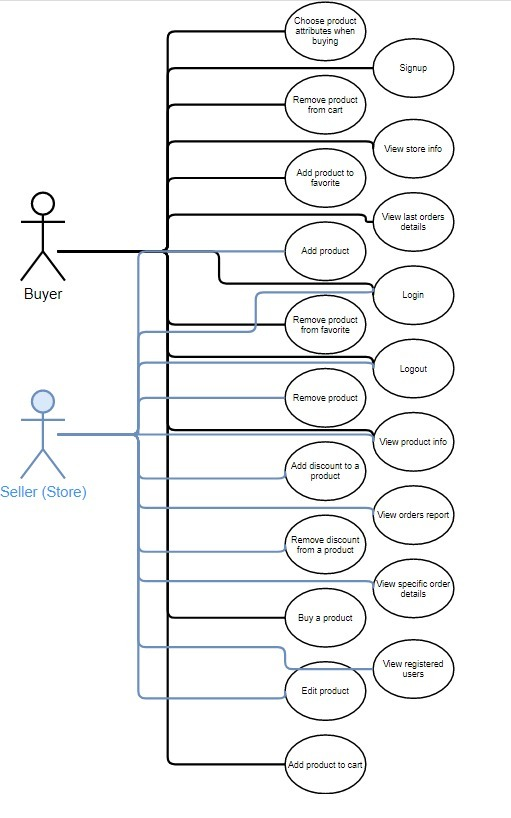 Choose product
attributes when
buying
Signup
Remove product
from cart
View store info
Add product to
favorite
View last orders
details
Add product
Buyer
Login
Remove product
from favorite
Logout
Remove product
View product info
Seller (Store)
Add discount to a
product
View orders report
Remove discount
from a product
View specific order
details
Buy a product
View registered
users
Edit product
Add product to cart